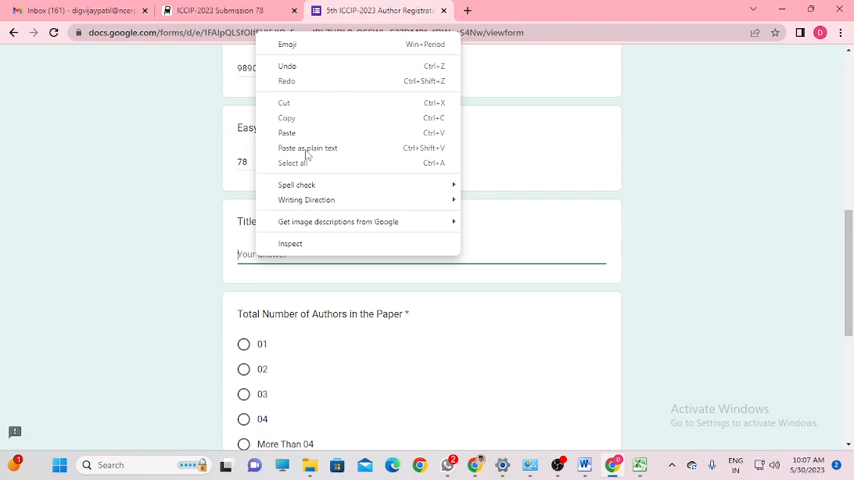 Inbox (161) - digvijaypatil@ncerp
ICCIP-2023 Submission 78
5th ICCIP-2023 Author Registrati
docs.google.com/forms/d/e/
/viewform
Emoji Win+Period
Undo Ctrl+Z
Redo Ctrl+Shift+Z
Cut Ctrl+X
Copy Ctrl+C
Paste Ctrl+V
Paste as plain text Ctrl+Shift+V
Select all Ctrl+A
Spell check
Writing Direction
Get image descriptions from Google
Inspect
989
Easy
78
Title
Your answer
Total Number of Authors in the Paper *
01
02
03
04
More Than 04
Activate Windows
Go to Settings to activate Windows.
Search
ENG
IN
10:07 AM
5/30/2023